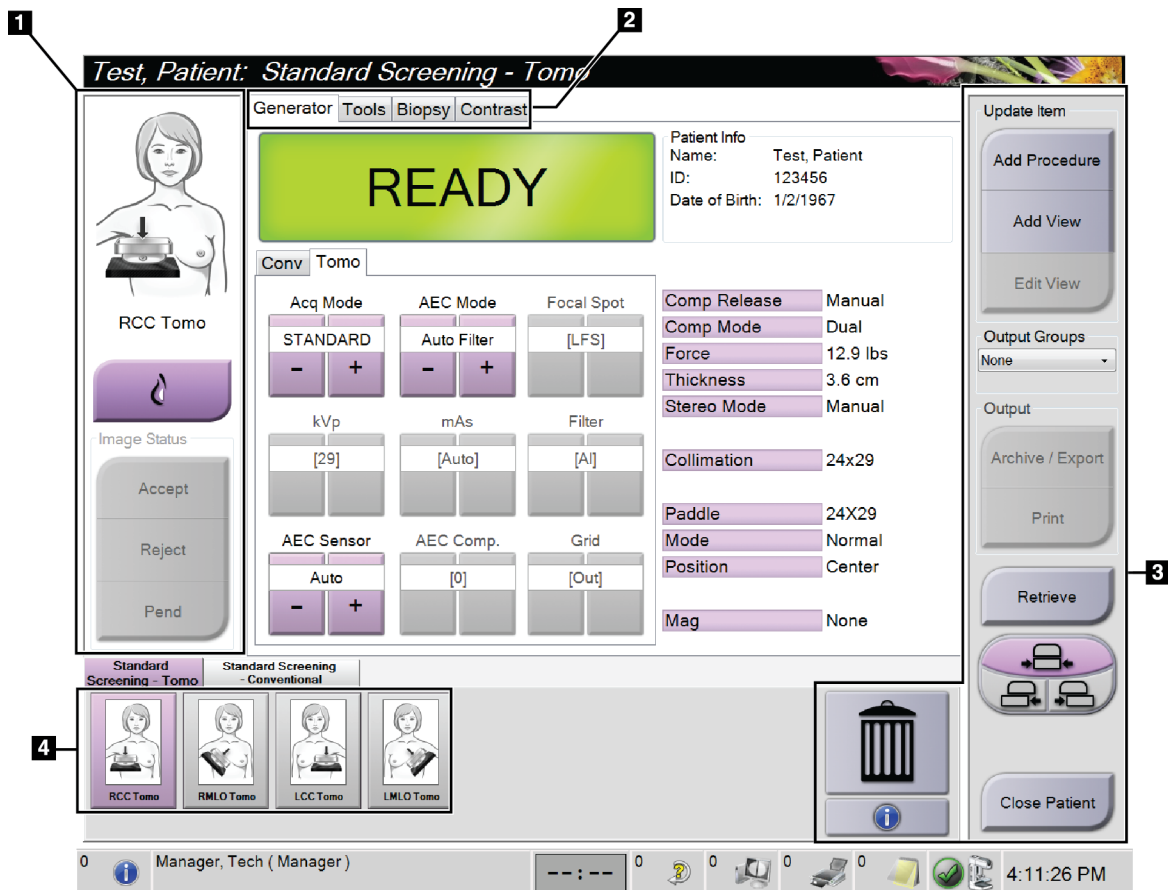 1
2
Test, Patient: Standard Screening - Tomo
Generator Tools Biopsy Contrast
READY
Patient Info
Name: Test, Patient
ID: 123456
Date of Birth: 1/2/1967
RCC Tomo
Image Status
Accept
Reject
Pend
Conv Tomo
Acq Mode AEC Mode Focal Spot
STANDARD Auto Filter [LFS]
- + - +
kVp mAs Filter
[29] [Auto] [Al]
AEC Sensor AEC Comp. Grid
Auto [0] [Out]
- +
Comp Release Manual
Comp Mode Dual
Force 12.9 lbs
Thickness 3.6 cm
Stereo Mode Manual
Collimation 24x29
Paddle 24X29
Mode Normal
Position Center
Mag None
Update Item
Add Procedure
Add View
Edit View
Output Groups
None
Output
Archive / Export
Print
3
Retrieve
Close Patient
Standard
Screening - Tomo
Standard Screening
- Conventional
4
RCC Tomo RMLO Tomo LCC Tomo LMLO Tomo
i
0 i Manager, Tech ( Manager ) --:-- 0 ? 0 0 0 4:11:26 PM